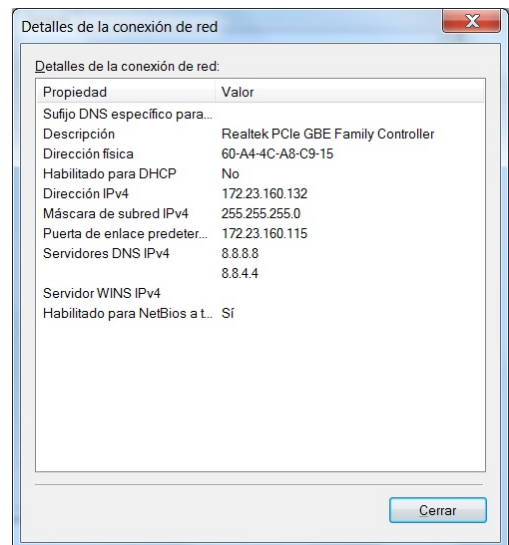 Detalles de la conexión de red
X
Detalles de la conexión de red:
Propiedad Valor
Sufijo DNS específico para...
Descripción Realtek PCIe GBE Family Controller
Dirección física 60-A4-4C-A8-C9-15
Habilitado para DHCP No
Dirección IPv4 172.23.160.132
Máscara de subred IPv4 255.255.255.0
Puerta de enlace predeter... 172.23.160.115
Servidores DNS IPv4 8.8.8.8
8.8.4.4
Servidor WINS IPv4
Habilitado para NetBios a t... Sí
Cerrar